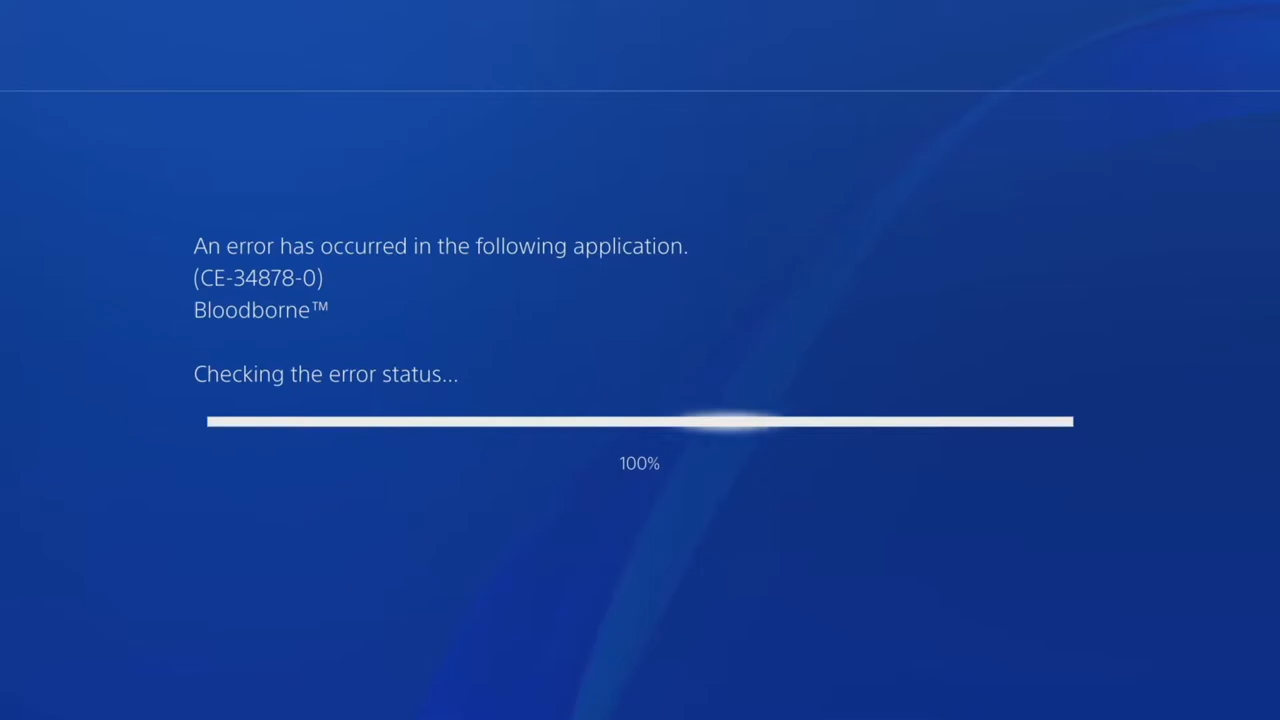 An error has occurred in the following application.
(CE-34878-0)
Bloodborne™
Checking the error status...
100%